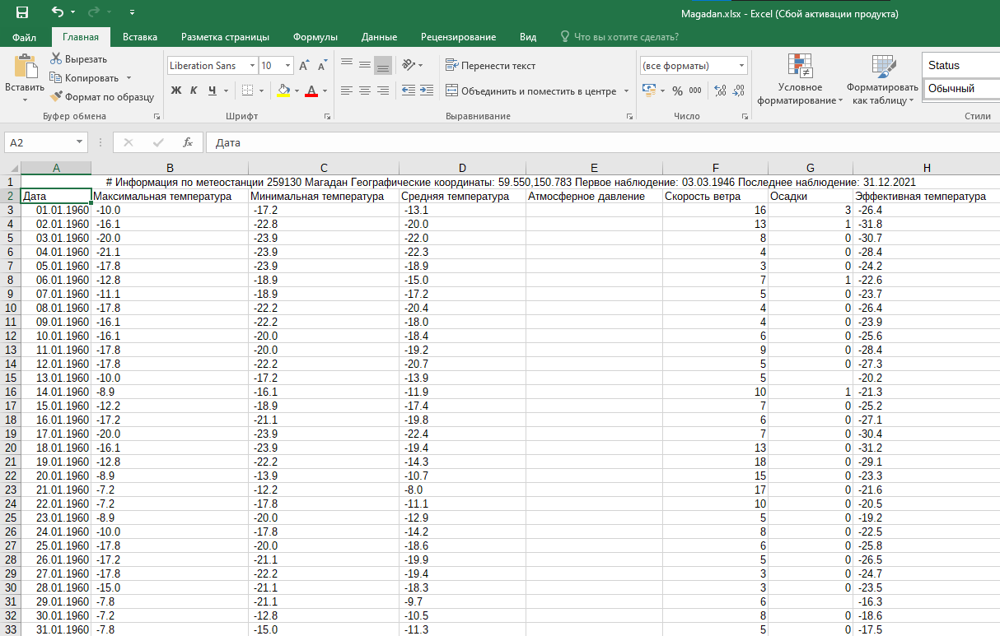 Magadan.xlsx - Excel (Сбой активации продукта)
Файл Главная Вставка Разметка страницы Формулы Данные Рецензирование Вид Что вы хотите сделать?
Вставить Вырезать Liberation Sans 10 Перенести текст (все форматы) Условное форматирование Форматировать как таблицу Status
Копировать Ж К Ч Объединить и поместить в центре % 000 Обычный
Формат по образцу
Буфер обмена Шрифт Выравнивание Число Стили
A2 fx Дата
A B C D E F G H
1 # Информация по метеостанции 259130 Магадан Географические координаты: 59.550,150.783 Первое наблюдение: 03.03.1946 Последнее наблюдение: 31.12.2021
2 Дата Максимальная температура Минимальная температура Средняя температура Атмосферное давление Скорость ветра Осадки Эффективная температура
3 01.01.1960 -10.0 -17.2 -13.1 16 3 -26.4
4 02.01.1960 -16.1 -22.8 -20.0 13 1 -31.8
5 03.01.1960 -20.0 -23.9 -22.0 8 0 -30.7
6 04.01.1960 -21.1 -23.9 -22.3 4 0 -28.4
7 05.01.1960 -17.8 -23.9 -18.9 3 0 -24.2
8 06.01.1960 -12.8 -18.9 -15.0 7 1 -22.6
9 07.01.1960 -11.1 -18.9 -17.2 5 0 -23.7
10 08.01.1960 -17.8 -22.2 -20.4 4 0 -26.4
11 09.01.1960 -16.1 -22.2 -18.0 4 0 -23.9
12 10.01.1960 -16.1 -20.0 -18.4 6 0 -25.6
13 11.01.1960 -17.8 -20.0 -19.2 9 0 -28.4
14 12.01.1960 -17.8 -22.2 -20.7 5 0 -27.3
15 13.01.1960 -10.0 -17.2 -13.9 5 -20.2
16 14.01.1960 -8.9 -16.1 -11.9 10 1 -21.3
17 15.01.1960 -12.2 -18.9 -17.4 7 0 -25.2
18 16.01.1960 -17.2 -21.1 -19.8 6 0 -27.1
19 17.01.1960 -20.0 -23.9 -22.4 7 0 -30.4
20 18.01.1960 -16.1 -23.9 -19.4 13 0 -31.2
21 19.01.1960 -12.8 -22.2 -14.3 18 0 -29.1
22 20.01.1960 -8.9 -13.9 -10.7 15 0 -23.3
23 21.01.1960 -7.2 -12.2 -8.0 17 0 -21.6
24 22.01.1960 -7.2 -17.8 -11.1 10 0 -20.5
25 23.01.1960 -8.9 -20.0 -12.9 5 0 -19.2
26 24.01.1960 -10.0 -17.8 -14.2 8 0 -22.5
27 25.01.1960 -17.8 -20.0 -18.6 6 0 -25.8
28 26.01.1960 -17.2 -21.1 -19.9 5 0 -26.5
29 27.01.1960 -17.8 -22.2 -19.4 3 0 -24.7
30 28.01.1960 -15.0 -21.1 -18.3 3 0 -23.5
31 29.01.1960 -7.8 -21.1 -9.7 6 -16.3
32 30.01.1960 -7.2 -12.8 -10.5 8 0 -18.6
33 31.01.1960 -7.8 -15.0 -11.3 5 0 -17.5